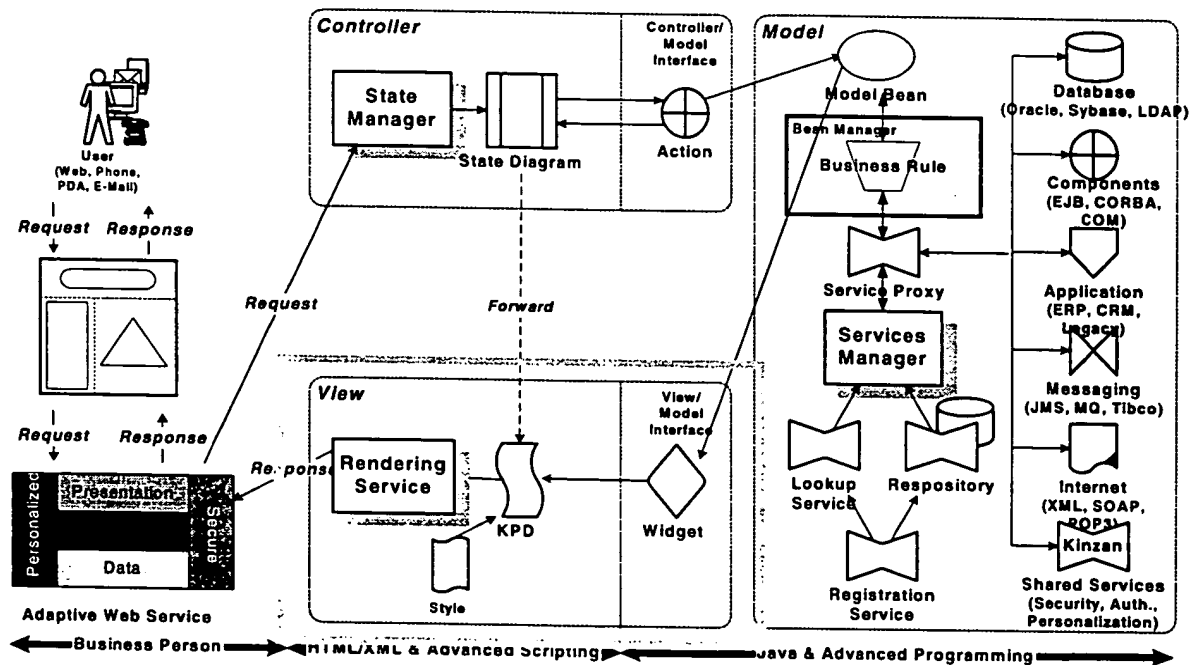 Controller
Controller/
Model
Interface
State
Manager
State Diagram
Action
Model
Model Bean
Bean Manager
Business Rule
Service Proxy
Services
Manager
Lookup
Service
Respository
Registration
Service
Database
(Oracle, Sybase, LDAP)
Components
(EJB, CORBA,
COM)
Application
(ERP, CRM,
Legacy)
Messaging
(JMS, MQ, Tibco)
Internet
(XML, SOAP,
POP3)
Kinzan
Shared Services
(Security, Auth.,
Personalization)
User
(Web, Phone,
PDA, E-Mail)
Request
Response
Request
Response
Request
Forward
Response
View
View/
Model
Interface
Rendering
Service
KPD
Widget
Style
Personalized
Presentation
Data
Secure
Adaptive Web Service
Business Person
HTML/XML & Advanced Scripting
Java & Advanced Programming